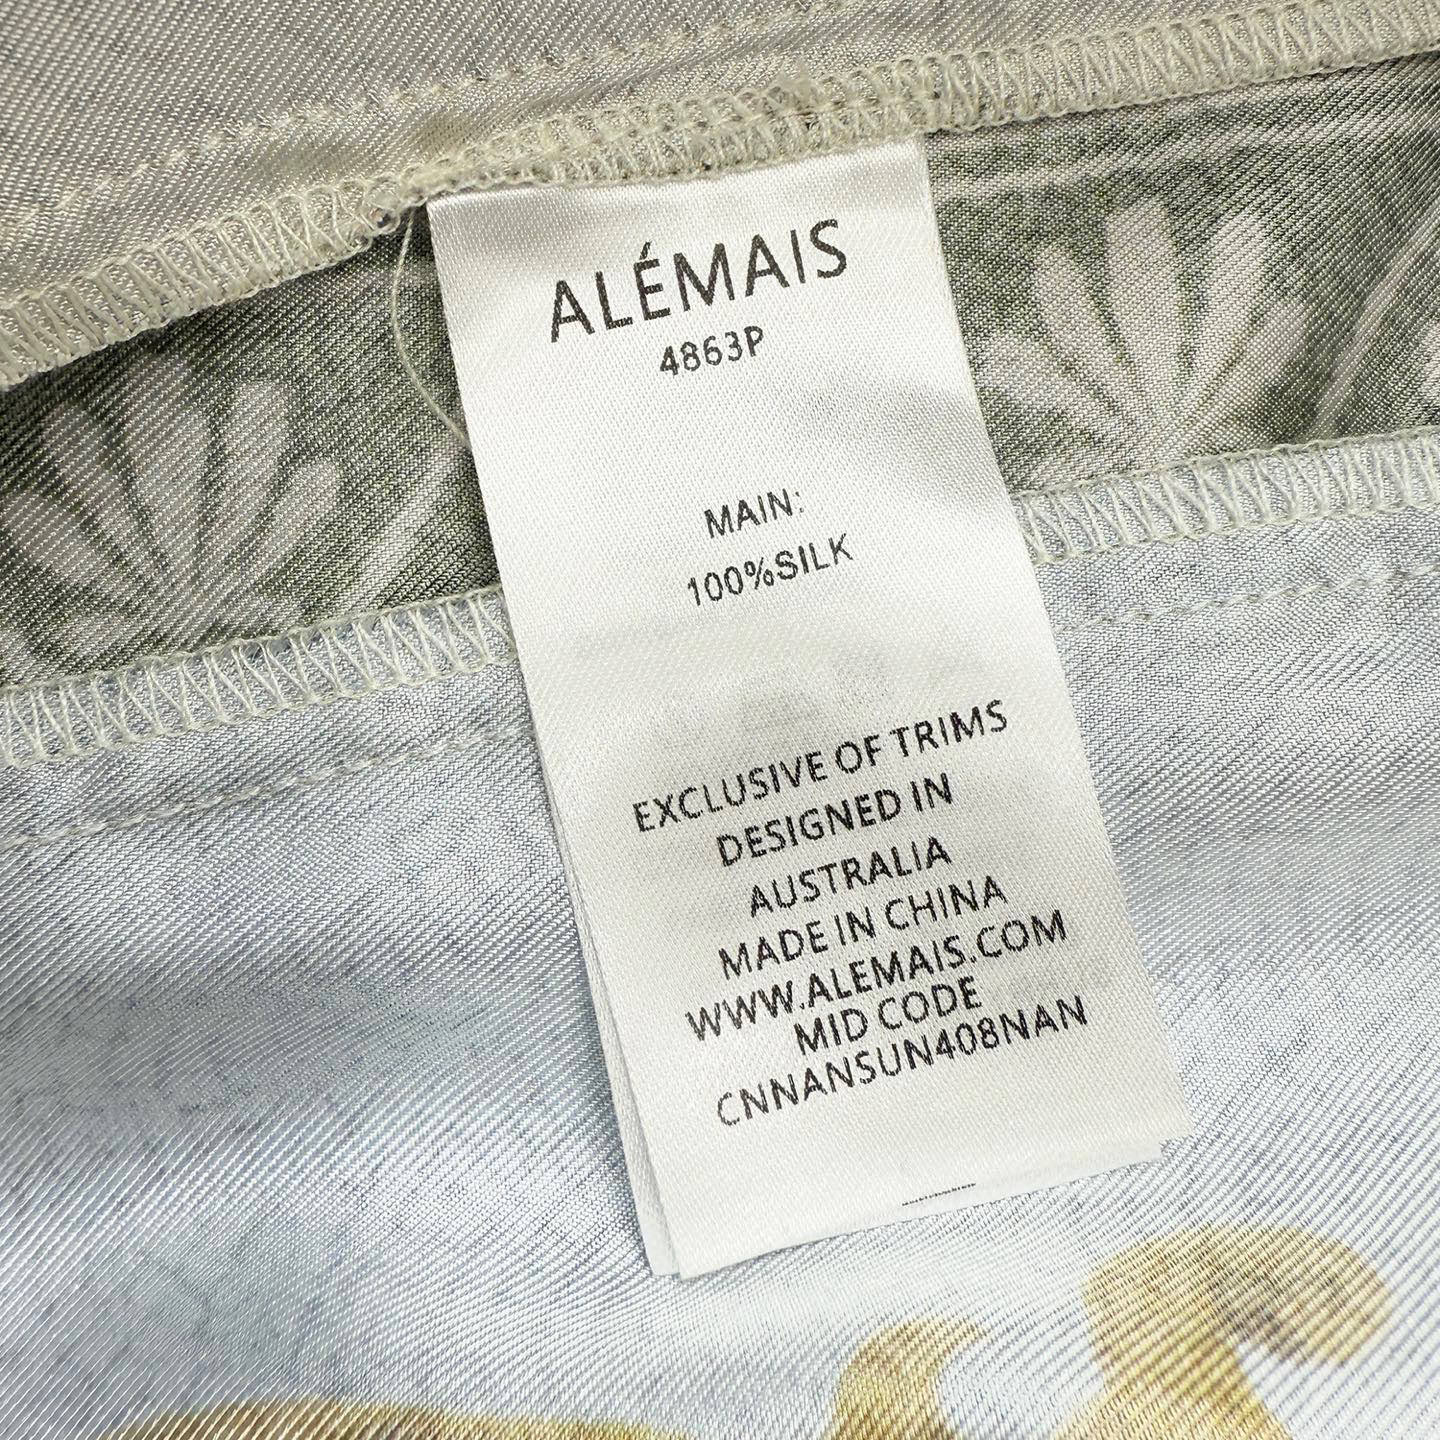 ALÉMAIS
4863P
MAIN:
100%SILK
EXCLUSIVE OF TRIMS
DESIGNED IN
AUSTRALIA
MADE IN CHINA
WWW.ALEMAIS.COM
MID CODE
CNNANSUN408NAN